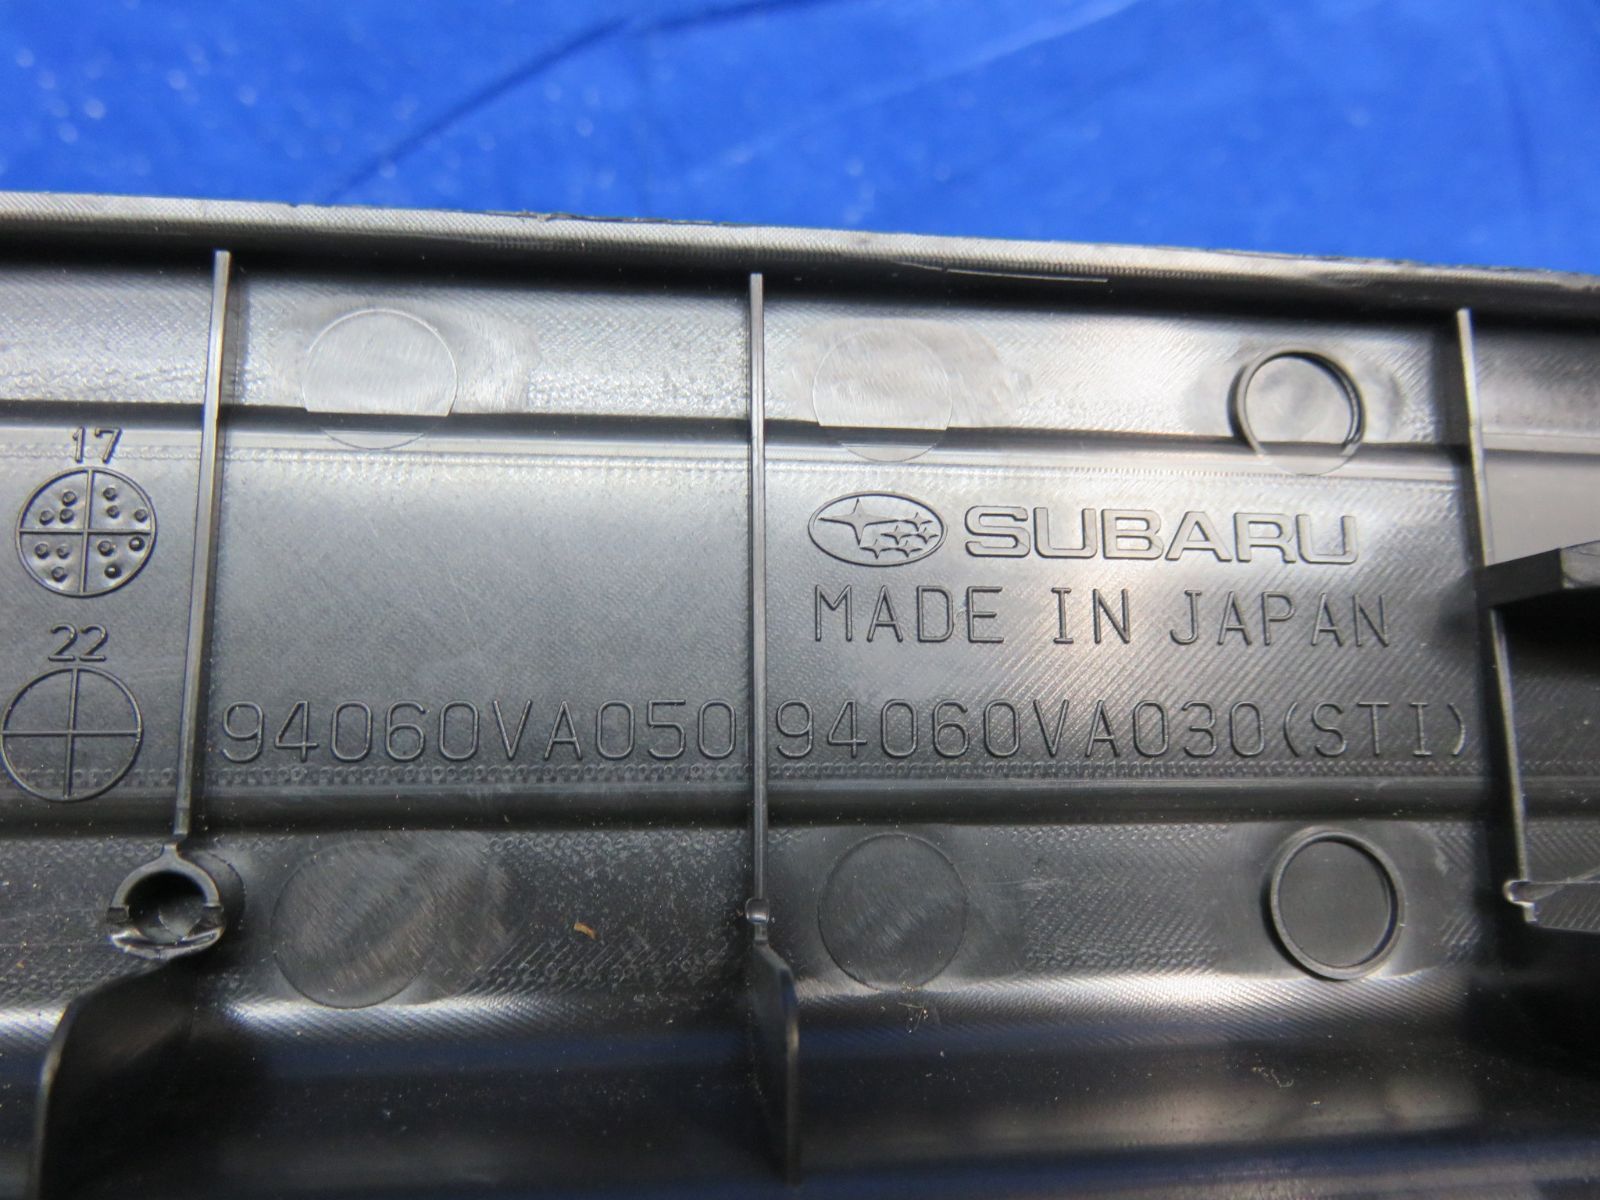 17
SUBARU
MADE IN JAPAN
22
94060VA050 94060VA030(STI)